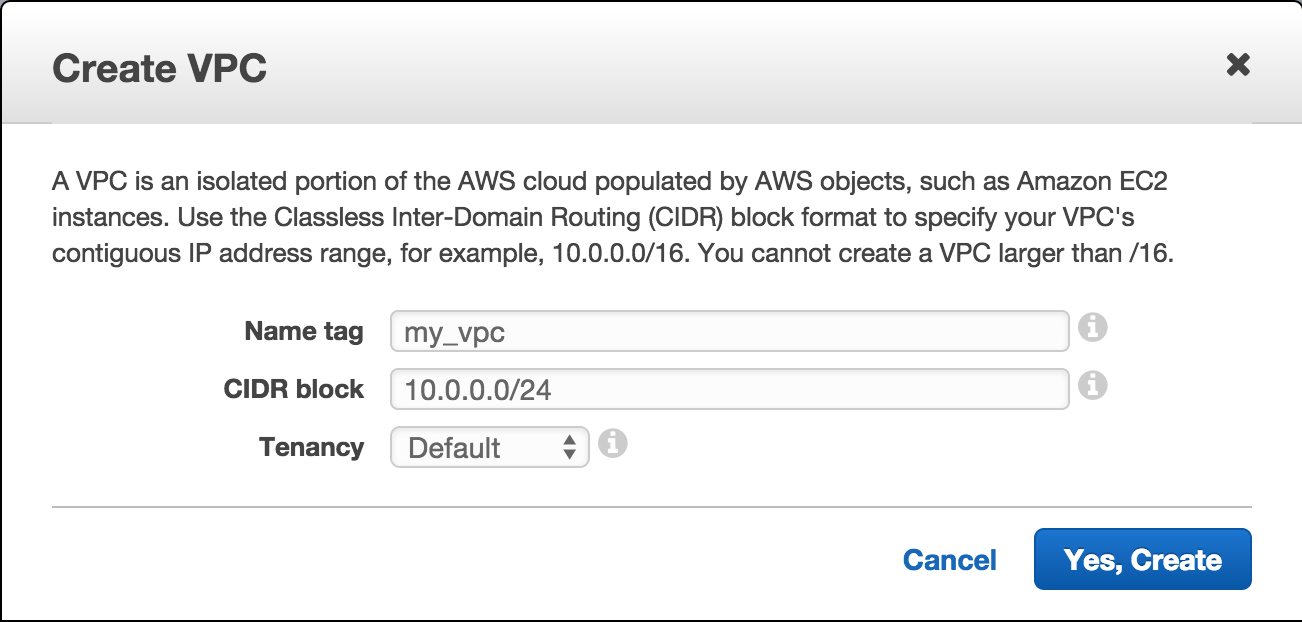 Create VPC
A VPC is an isolated portion of the AWS cloud populated by AWS objects, such as Amazon EC2
instances. Use the Classless Inter-Domain Routing (CIDR) block format to specify your VPC's
contiguous IP address range, for example, 10.0.0.0/16. You cannot create a VPC larger than /16.
Name tag my_vpc
CIDR block 10.0.0.0/24
Tenancy Default
Cancel Yes, Create